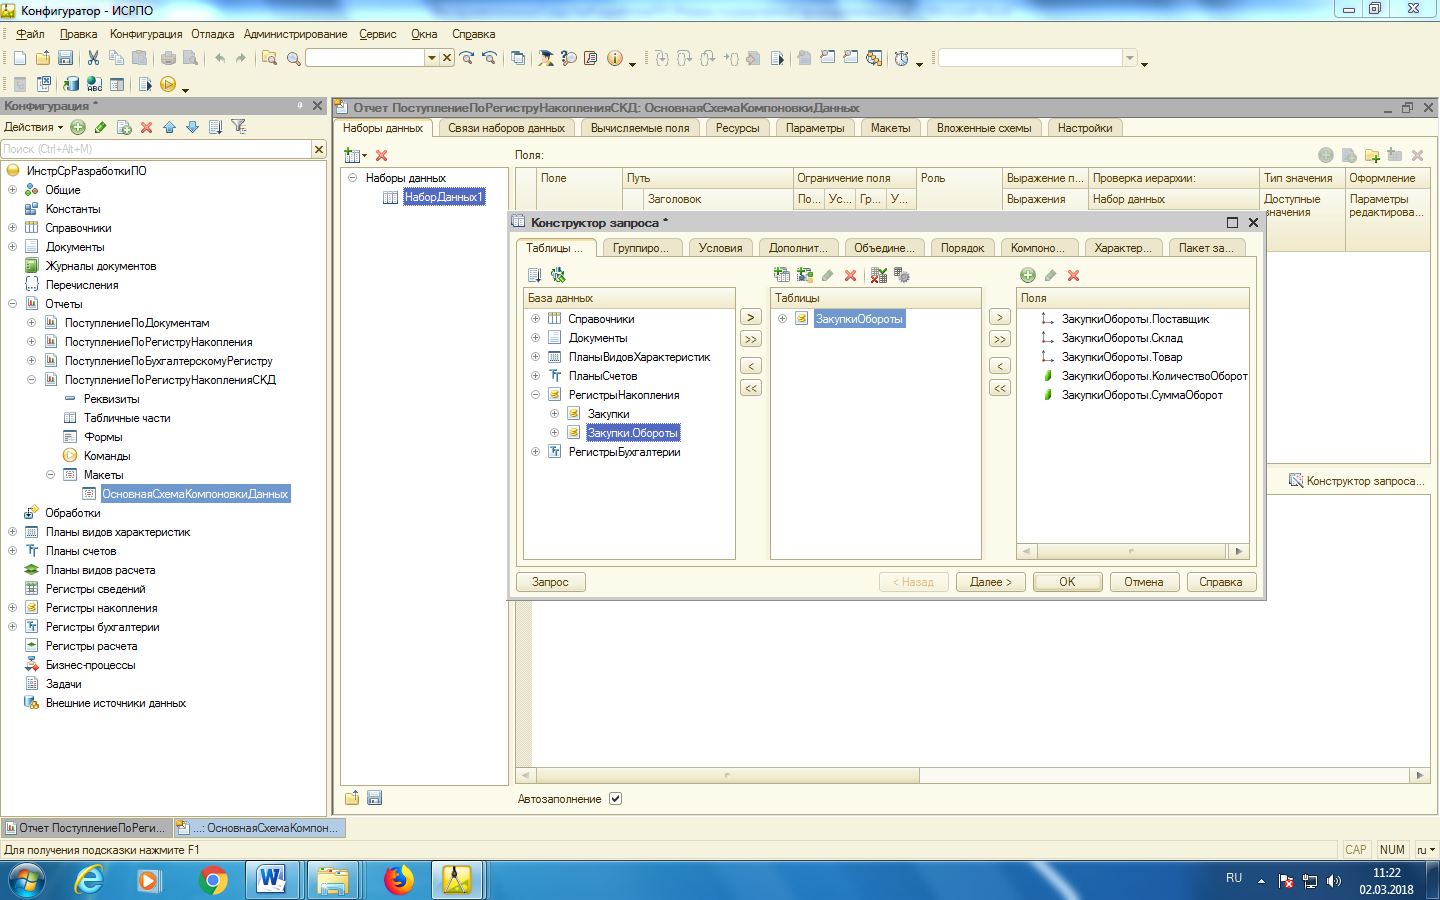 Конфигуратор - ИСРПО
Файл Правка Конфигурация Отладка Администрирование Сервис Окна Справка
Конфигурация *
Действия
Поиск (Ctrl+Alt+M)
ИнстрСрРазработкиПО
Общие
Константы
Справочники
Документы
Журналы документов
Перечисления
Отчеты
ПоступлениеПоДокументам
ПоступлениеПоРегиструНакопления
ПоступлениеПоБухгалтерскомуРегистру
ПоступлениеПоРегиструНакопленияСКД
Реквизиты
Табличные части
Формы
Команды
Макеты
ОсновнаяСхемаКомпоновкиДанных
Обработки
Планы видов характеристик
Планы счетов
Планы видов расчета
Регистры сведений
Регистры накопления
Регистры бухгалтерии
Регистры расчета
Бизнес-процессы
Задачи
Внешние источники данных
Отчет ПоступлениеПоРегиструНакопленияСКД: ОсновнаяСхемаКомпоновкиДанных
Наборы данных Связи наборов данных Вычисляемые поля Ресурсы Параметры Макеты Вложенные схемы Настройки
Наборы данных
НаборДанных1
Поля:
Поле Путь Ограничение поля Роль Выражение п... Проверка иерархии: Тип значения Оформление
Заголовок По... Ус... Гр... У... Выражения Набор данных Доступные значения Параметры редактирова...
Конструктор запроса *
Таблицы ... Группиро... Условия Дополнит... Объедине... Порядок Компоно... Характер... Пакет за...
База данных
Справочники
Документы
ПланыВидовХарактеристик
ПланыСчетов
РегистрыНакопления
Закупки
Закупки.Обороты
РегистрыБухгалтерии
> >> < <<
Таблицы
ЗакупкиОбороты
> >> < <<
Поля
ЗакупкиОбороты.Поставщик
ЗакупкиОбороты.Склад
ЗакупкиОбороты.Товар
ЗакупкиОбороты.КоличествоОборот
ЗакупкиОбороты.СуммаОборот
Запрос < Назад Далее > OK Отмена Справка
Конструктор запроса...
Автозаполнение
Отчет ПоступлениеПоРеги... ...: ОсновнаяСхемаКомпон...
Для получения подсказки нажмите F1
CAP NUM ru
RU
11:22
02.03.2018